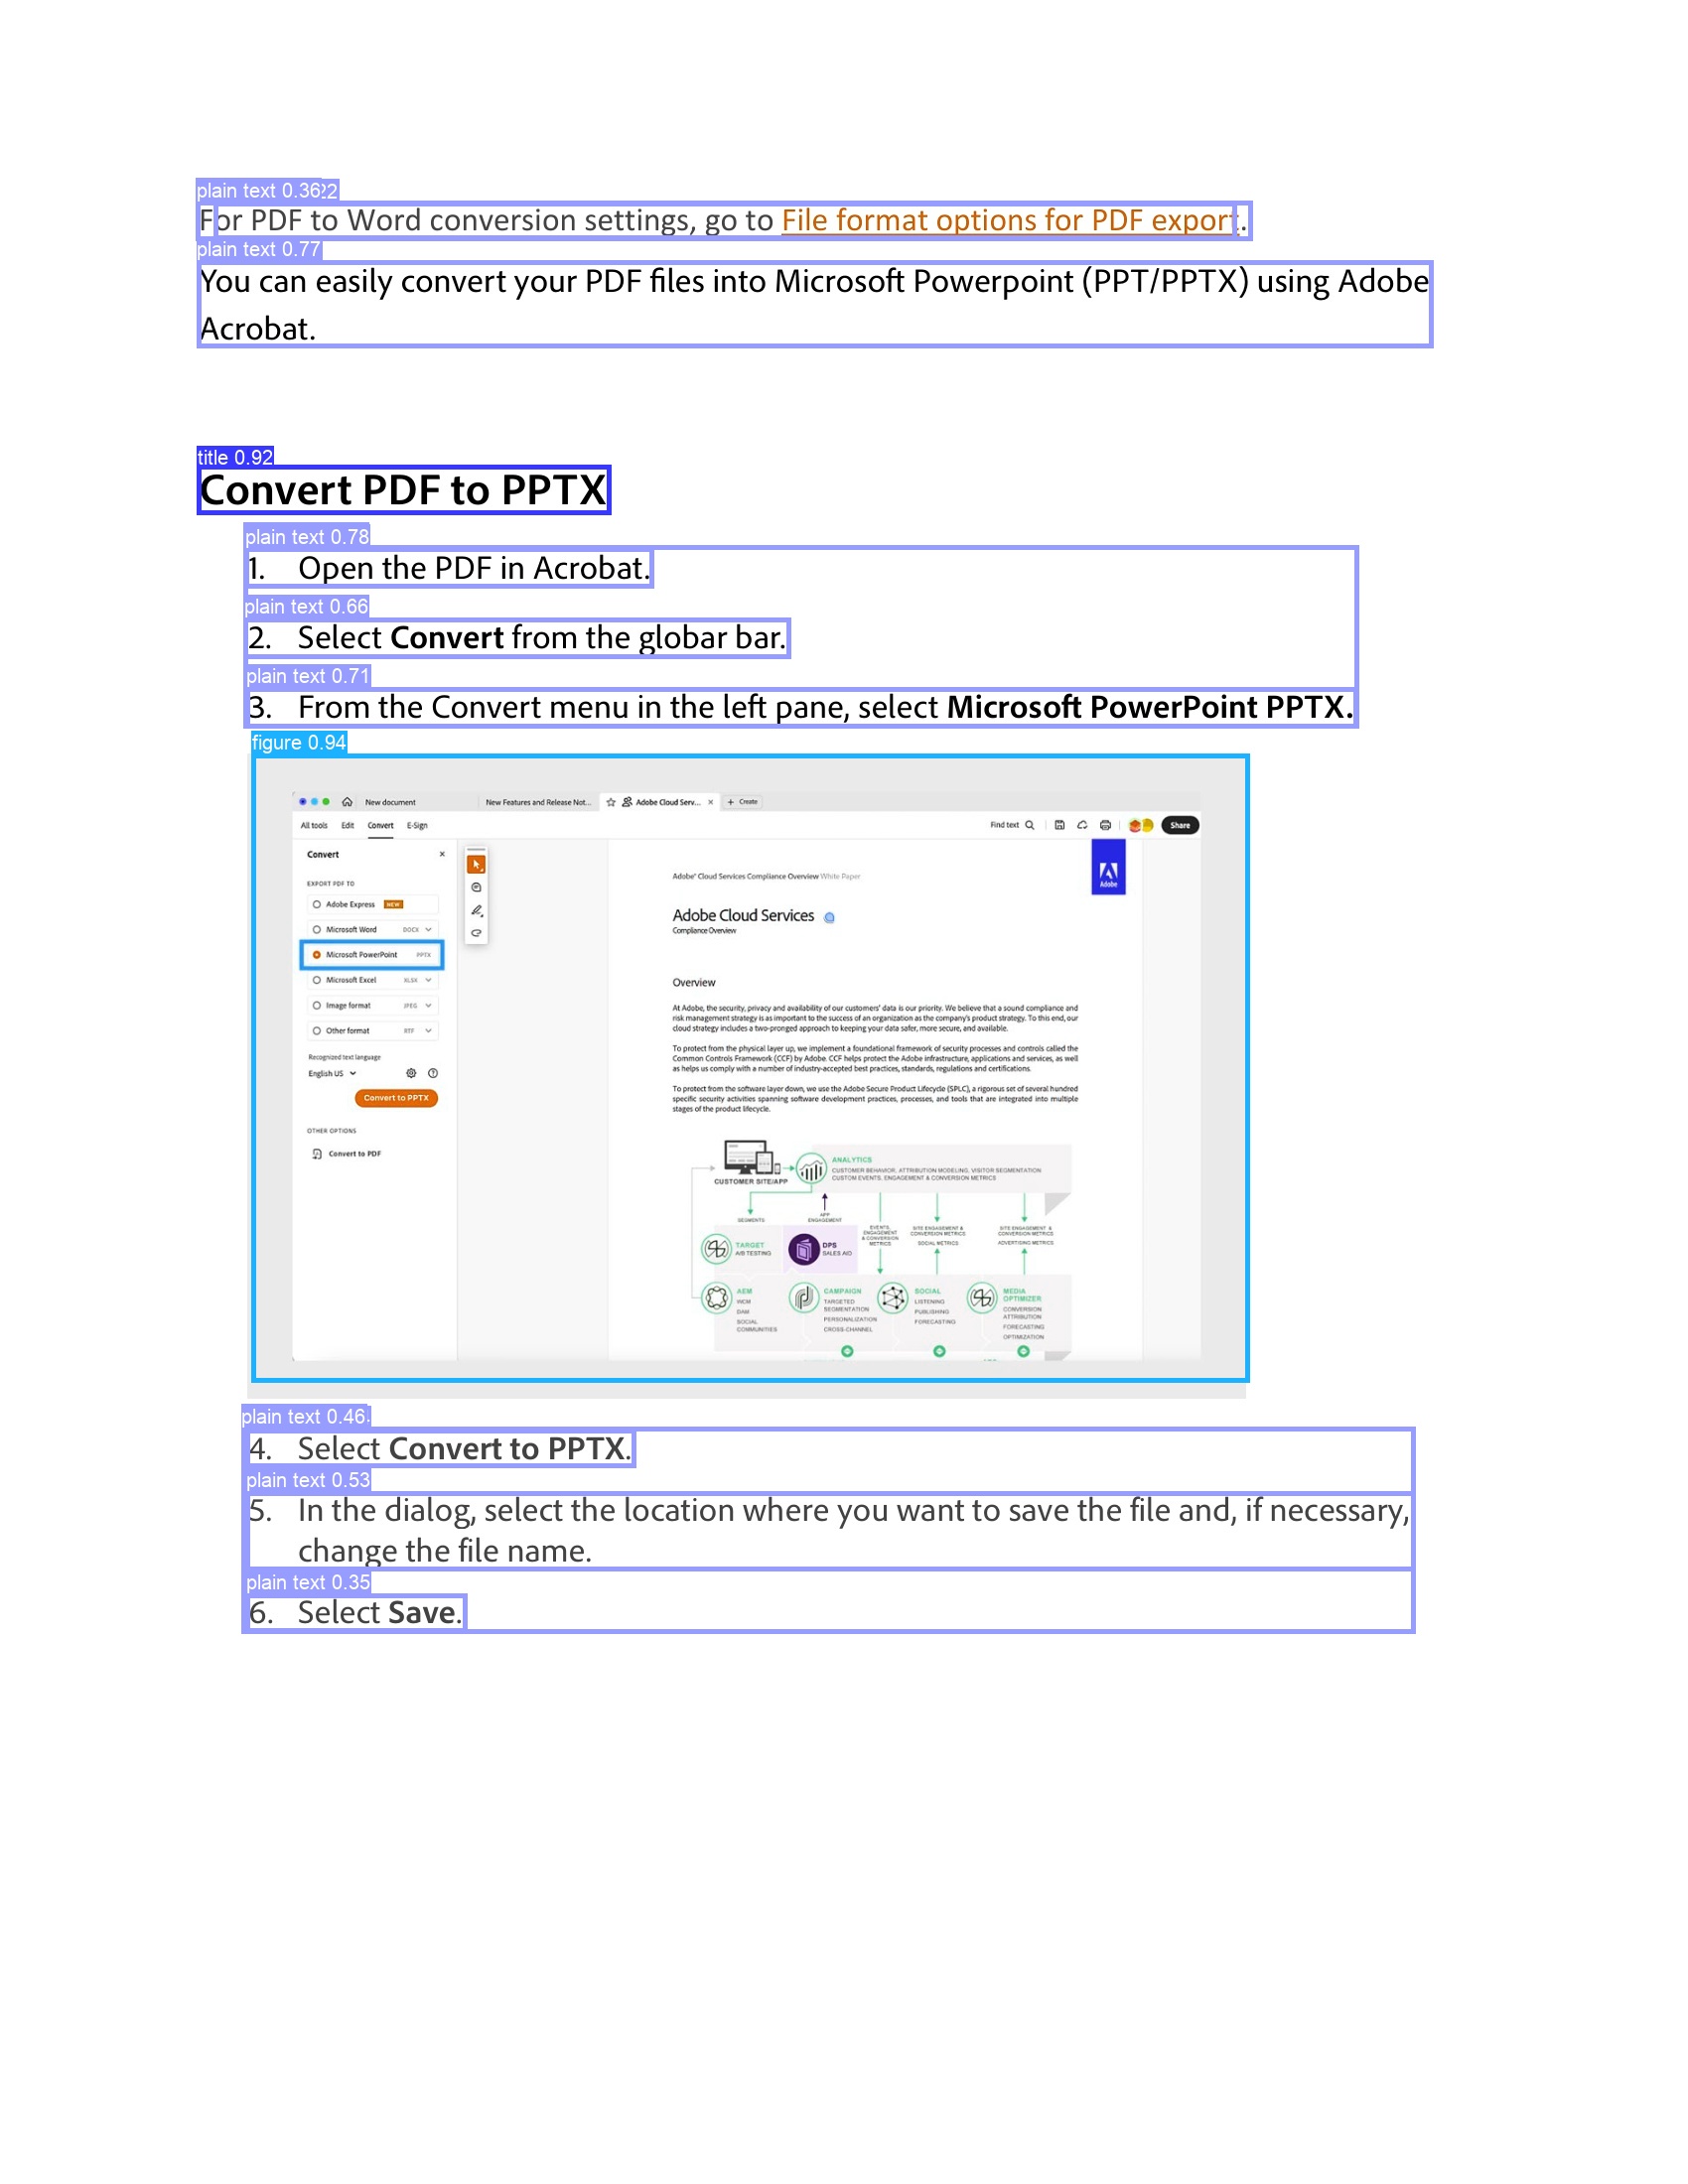 plain text 0.36 22
For PDF to Word conversion settings, go to File format options for PDF export.
plain text 0.77
You can easily convert your PDF files into Microsoft Powerpoint (PPT/PPTX) using Adobe
Acrobat.
title 0.92
Convert PDF to PPTX
plain text 0.78
1. Open the PDF in Acrobat.
plain text 0.66
2. Select Convert from the globar bar.
plain text 0.71
3. From the Convert menu in the left pane, select Microsoft PowerPoint PPTX.
figure 0.94
New document New Features and Release Not... Adobe Cloud Serv... × + Create
All tools Edit Convert E-Sign Find text Share
Convert ×
EXPORT PDF TO
Adobe Express NEW
Microsoft Word DOCX
Microsoft PowerPoint PPTX
Microsoft Excel XLSX
Image format JPEG
Other format RTF
Recognized text language
English US
Convert to PPTX
OTHER OPTIONS
Convert to PDF
Adobe
Adobe® Cloud Services Compliance Overview White Paper
Adobe Cloud Services
Compliance Overview
Overview
At Adobe, the security, privacy and availability of our customers' data is our priority. We believe that a sound compliance and
risk management strategy is as important to the success of an organization as the company's product strategy. To this end, our
cloud strategy includes a two-pronged approach to keeping your data safer, more secure, and available.
To protect from the physical layer up, we implement a foundational framework of security processes and controls called the
Common Controls Framework (CCF) by Adobe. CCF helps protect the Adobe infrastructure, applications and services, as well
as helps us comply with a number of industry-accepted best practices, standards, regulations and certifications.
To protect from the software layer down, we use the Adobe Secure Product Lifecycle (SPLC), a rigorous set of several hundred
specific security activities spanning software development practices, processes, and tools that are integrated into multiple
stages of the product lifecycle.
CUSTOMER SITE/APP
ANALYTICS
CUSTOMER BEHAVIOR, ATTRIBUTION MODELING, VISITOR SEGMENTATION
CUSTOM EVENTS, ENGAGEMENT & CONVERSION METRICS
SEGMENTS
APP
ENGAGEMENT
EVENTS,
ENGAGEMENT
& CONVERSION
METRICS
SITE ENGAGEMENT &
CONVERSION METRICS
SOCIAL METRICS
SITE ENGAGEMENT &
CONVERSION METRICS
ADVERTISING METRICS
TARGET
A/B TESTING
DPS
SALES AID
AEM
WCM
DAM
SOCIAL
COMMUNITIES
CAMPAIGN
TARGETED
SEGMENTATION
PERSONALIZATION
CROSS-CHANNEL
SOCIAL
LISTENING
PUBLISHING
FORECASTING
MEDIA
OPTIMIZER
CONVERSION
ATTRIBUTION
FORECASTING
OPTIMIZATION
plain text 0.46
4. Select Convert to PPTX.
plain text 0.53
5. In the dialog, select the location where you want to save the file and, if necessary,
change the file name.
plain text 0.35
6. Select Save.